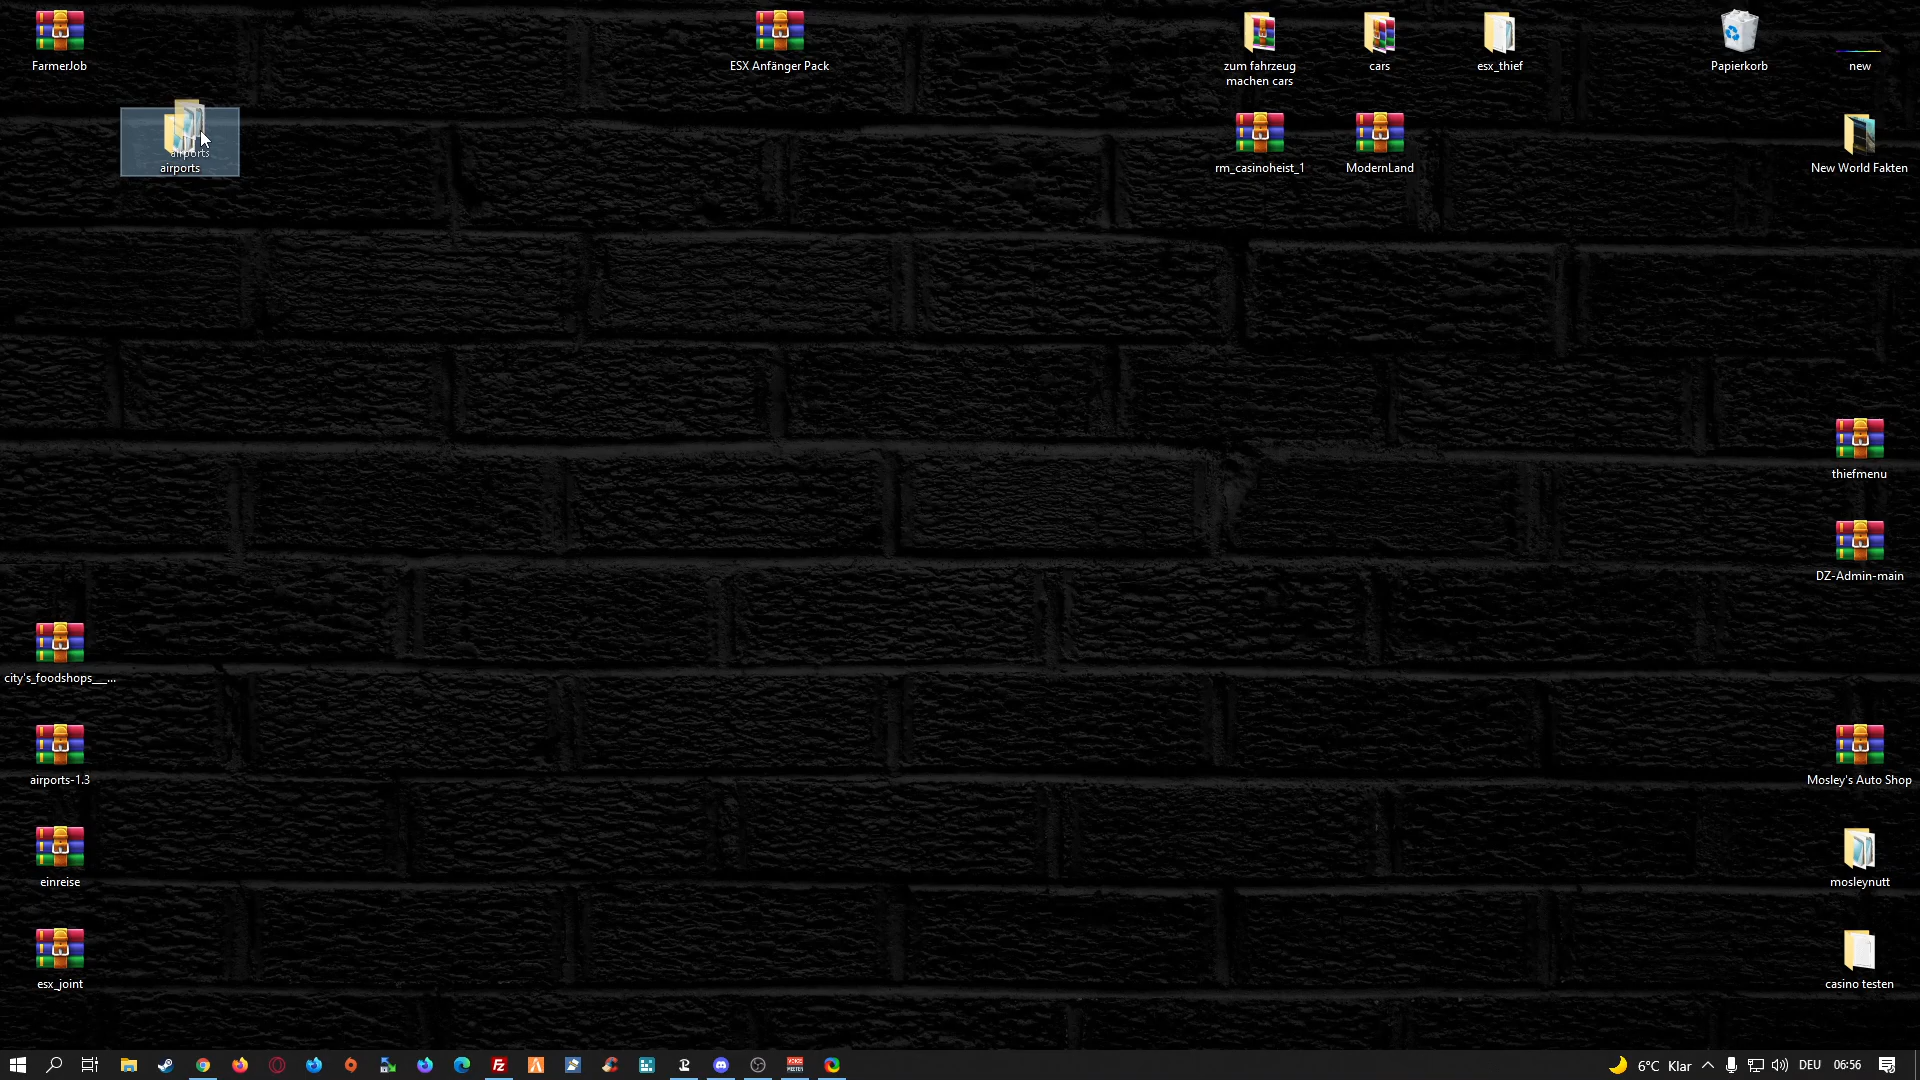 FarmerJob
ESX Anfänger Pack
zum fahrzeug
machen cars
cars
esx_thief
Papierkorb
new
airports
airports
rm_casinoheist_1
ModernLand
New World Fakten
thiefmenu
DZ-Admin-main
city's_foodshops___...
airports-1.3
Mosley's Auto Shop
einreise
mosleynutt
esx_joint
casino testen
6°C Klar
DEU
06:56